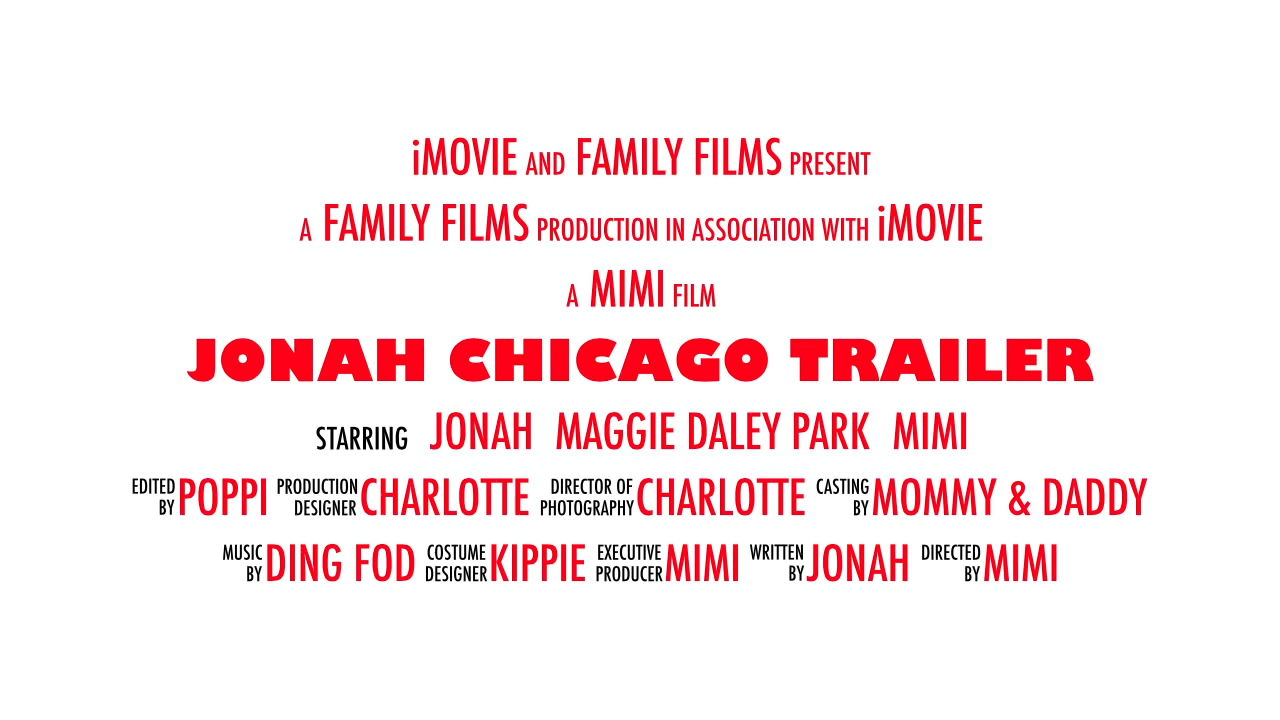 iMOVIE AND FAMILY FILMS PRESENT
A FAMILY FILMS PRODUCTION IN ASSOCIATION WITH iMOVIE
A MIMI FILM
JONAH CHICAGO TRAILER
STARRING JONAH MAGGIE DALEY PARK MIMI
EDITED BY POPPI PRODUCTION DESIGNER CHARLOTTE DIRECTOR OF PHOTOGRAPHY CHARLOTTE CASTING BY MOMMY & DADDY
MUSIC BY DING FOD COSTUME DESIGNER KIPPIE EXECUTIVE PRODUCER MIMI WRITTEN BY JONAH DIRECTED BY MIMI